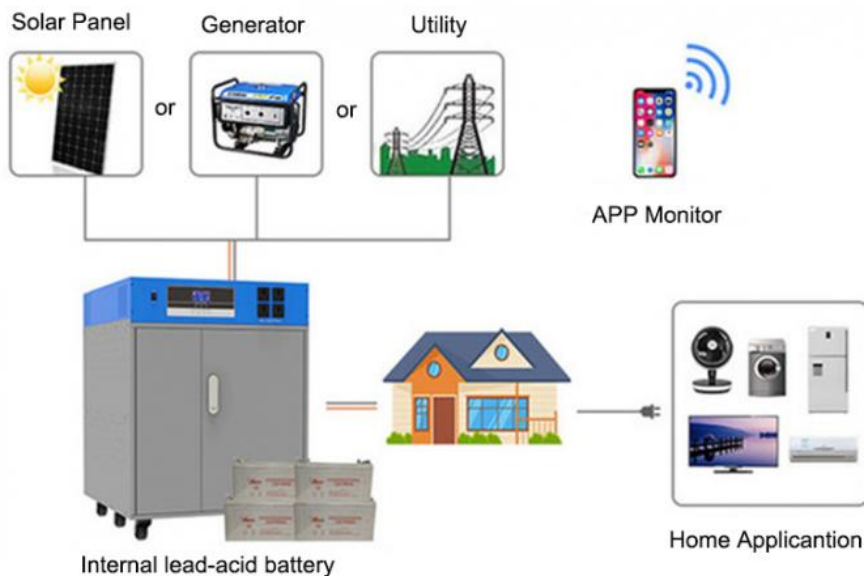 Solar Panel
Generator
Utility
or
or
APP Monitor
Internal lead-acid battery
Home Applicantion